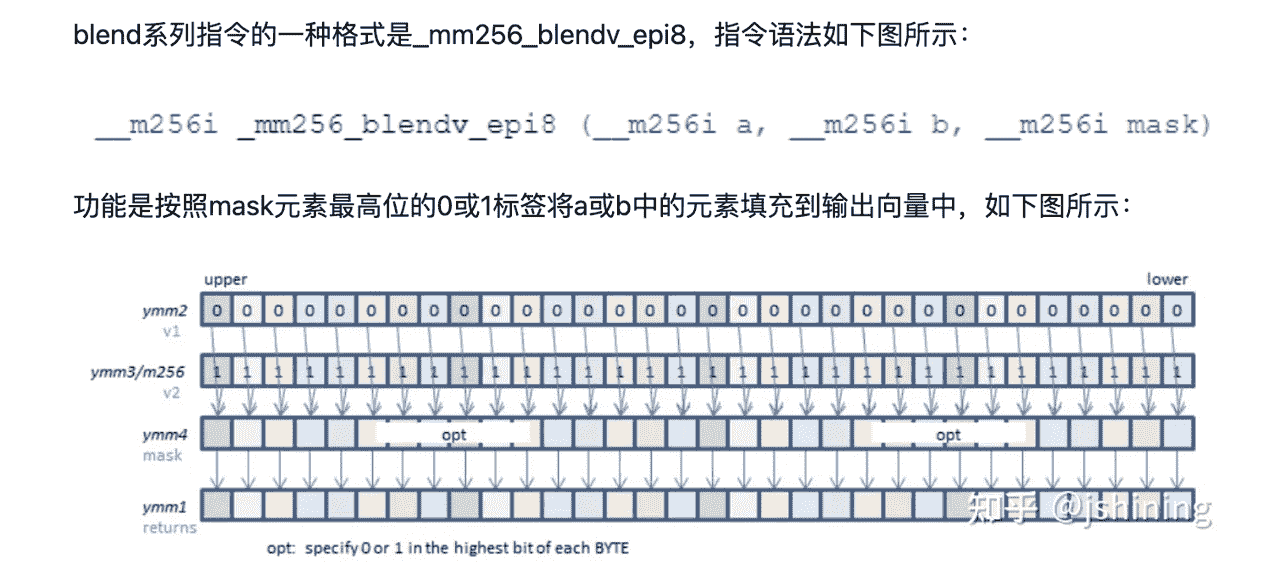 blend系列指令的一种格式是_mm256_blendv_epi8，指令语法如下图所示：
__m256i _mm256_blendv_epi8 (__m256i a, __m256i b, __m256i mask)
功能是按照mask元素最高位的0或1标签将a或b中的元素填充到输出向量中，如下图所示：
upper lower
ymm2 0 0 0 0 0 0 0 0 0 0 0 0 0 0 0 0 0 0 0 0 0 0 0 0 0 0 0 0 0 0 0 0
v1
ymm3/m256 1 1 1 1 1 1 1 1 1 1 1 1 1 1 1 1 1 1 1 1 1 1 1 1 1 1 1 1 1 1 1 1
v2
ymm4 opt opt
mask
ymm1
returns
知乎 @jshining
opt: specify 0 or 1 in the highest bit of each BYTE